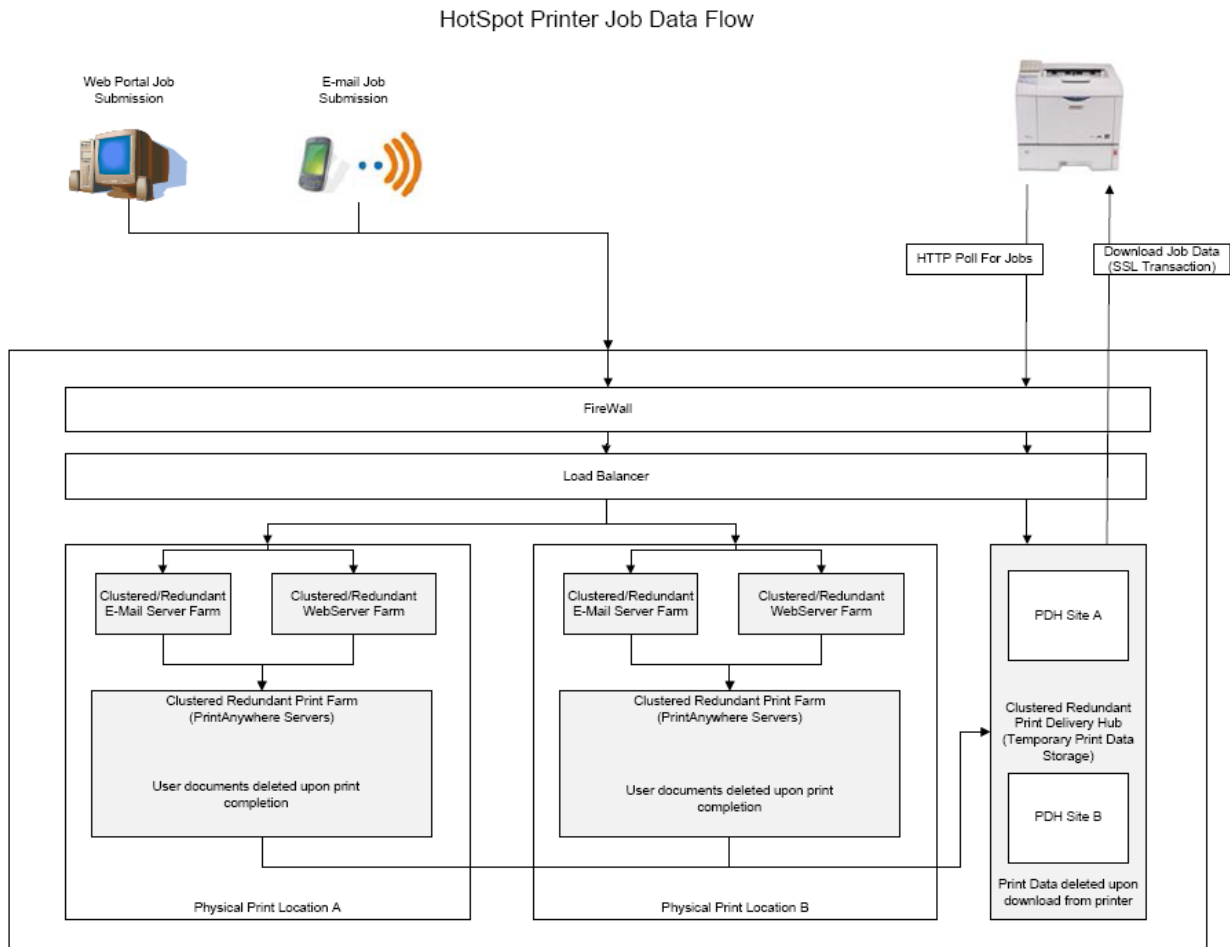 HotSpot Printer Job Data Flow
Web Portal Job
Submission
E-mail Job
Submission
HTTP Poll For Jobs
Download Job Data
(SSL Transaction)
FireWall
Load Balancer
Clustered/Redundant
E-Mail Server Farm
Clustered/Redundant
WebServer Farm
Clustered Redundant Print Farm
(PrintAnywhere Servers)
User documents deleted upon print
completion
Physical Print Location A
Clustered/Redundant
E-Mail Server Farm
Clustered/Redundant
WebServer Farm
Clustered Redundant Print Farm
(PrintAnywhere Servers)
User documents deleted upon print
completion
Physical Print Location B
PDH Site A
Clustered Redundant
Print Delivery Hub
(Temporary Print Data
Storage)
PDH Site B
Print Data deleted upon
download from printer